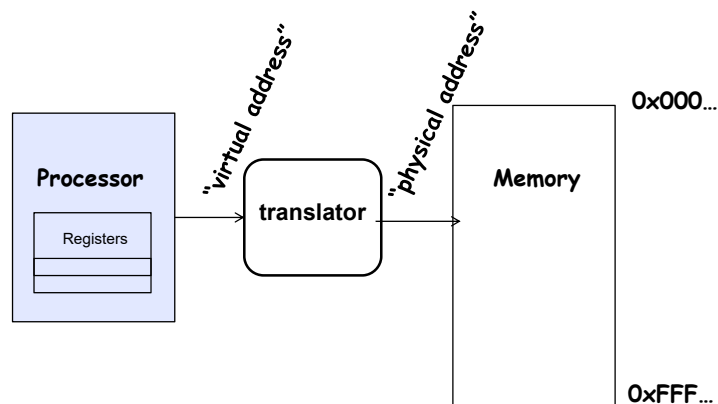 “virtual address”
“physical address”
0x000…
Processor
Memory
translator
Registers
0xFFF…